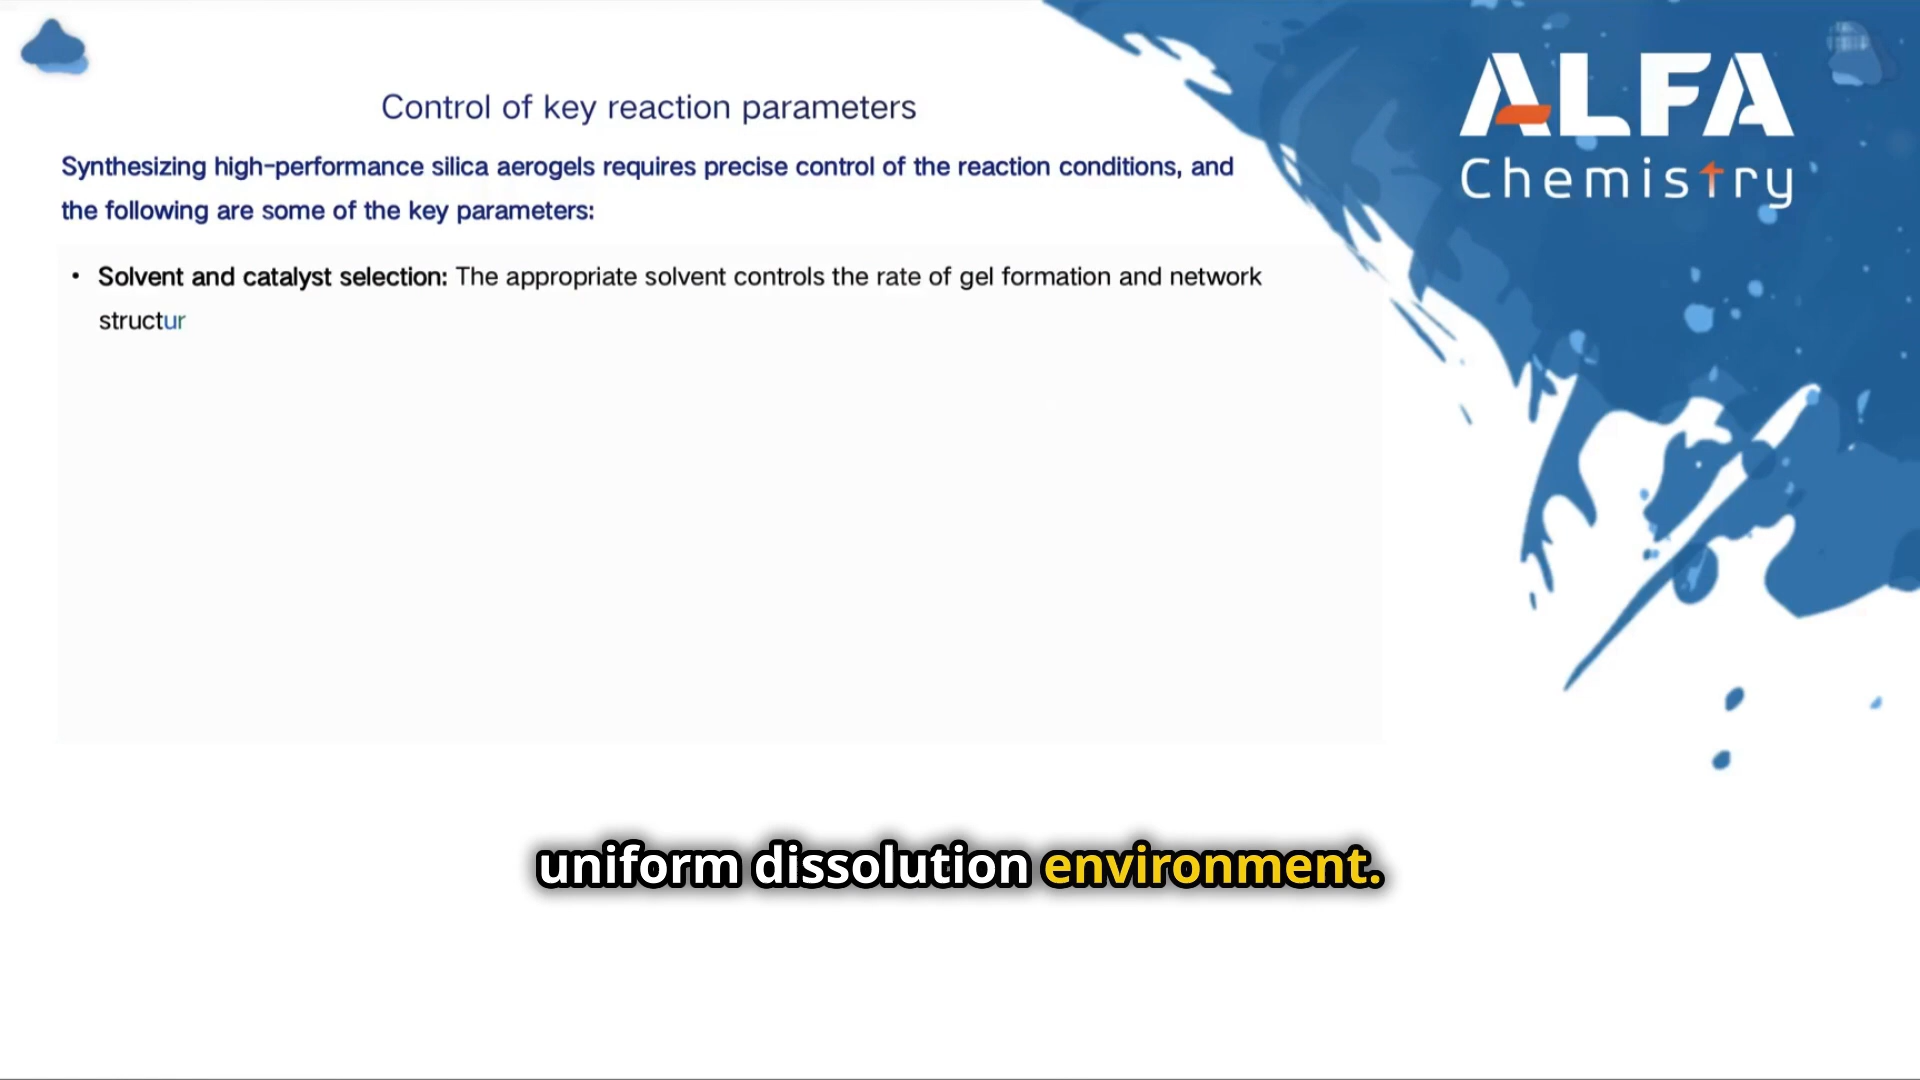 ALFA
Chemistry
Control of key reaction parameters
Synthesizing high-performance silica aerogels requires precise control of the reaction conditions, and
the following are some of the key parameters:
• Solvent and catalyst selection: The appropriate solvent controls the rate of gel formation and network
structur
uniform dissolution environment.